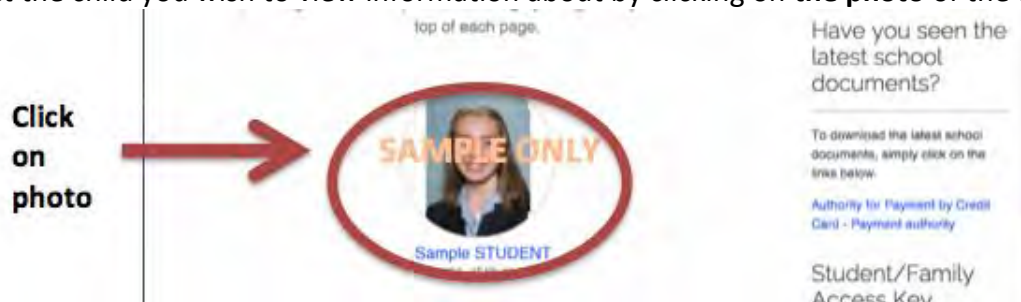 the child you wish to view information about by clicking on the photo of the
top of each page.
Click
on
photo
SAMPLE ONLY
Sample STUDENT
Have you seen the
latest school
documents?
To download the latest school
documents, simply click on the
links below.
Authority for Payment by Credit
Card - Payment authority
Student/Family
Access Key